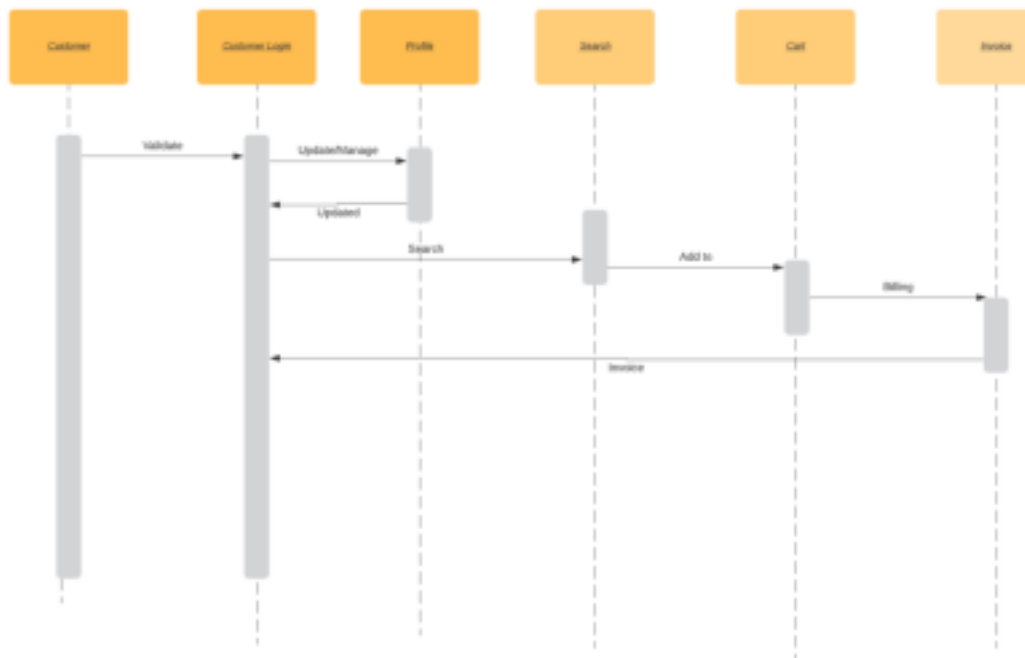 Customer
Customer Login
Profile
Search
Cart
Invoice
Validate
Update/Manage
Updated
Search
Add to
Billing
Invoice